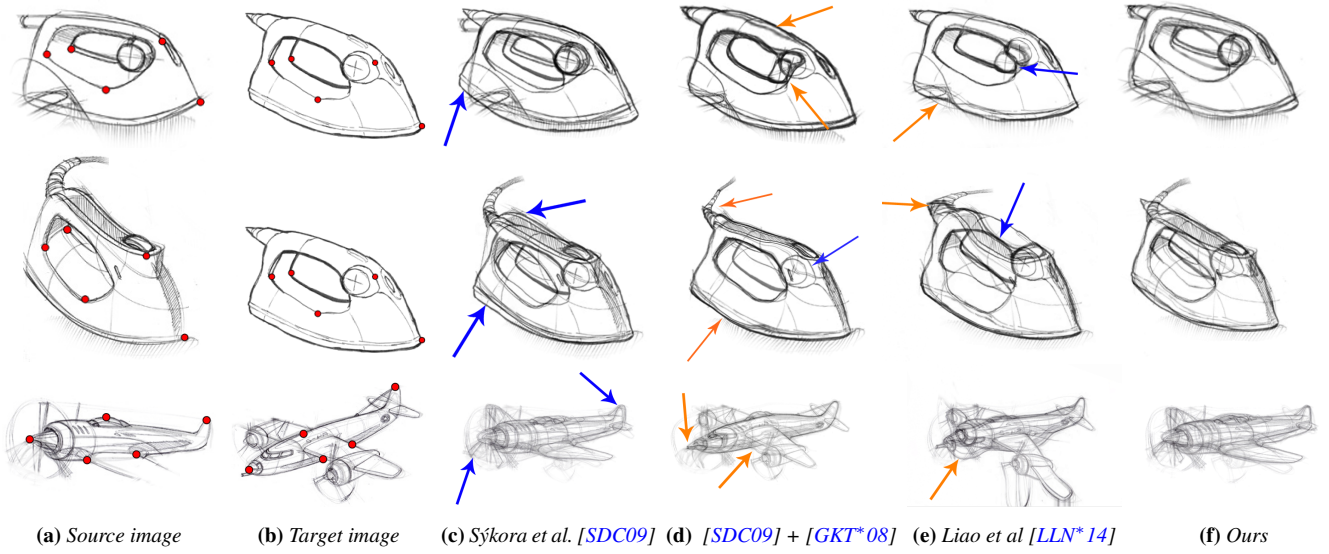 (a) Source image (b) Target image (c) Sýkora et al. [SDC09] (d) [SDC09] + [GKT*08] (e) Liao et al [LLN*14] (f) Ours